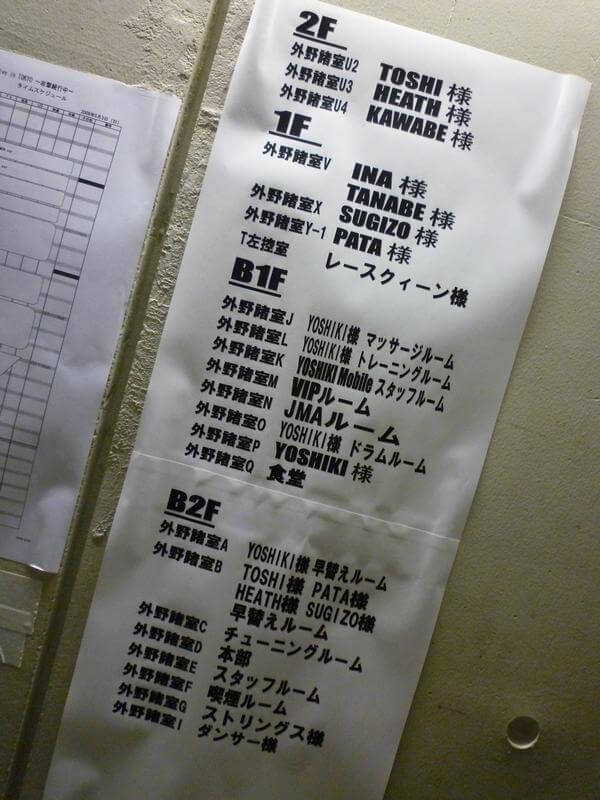 in TOKYO ～攻撃続行中～
タイムスケジュール
2F
外野諸室U2 TOSHI 様
外野諸室U3 HEATH 様
外野諸室U4 KAWABE 様
1F
外野諸室V INA 様
TANABE 様
外野諸室X SUGIZO 様
外野諸室Y-1 PATA 様
T左控室 レースクィーン様
B1F
外野諸室J YOSHIKI様 マッサージルーム
外野諸室L YOSHIKI様 トレーニングルーム
外野諸室K YOSHIKI Mobile スタッフルーム
外野諸室M VIPルーム
外野諸室N JMAルーム
外野諸室O YOSHIKI様 ドラムルーム
外野諸室P YOSHIKI 様
外野諸室Q 食堂
B2F
外野諸室A YOSHIKI様 早替えルーム
外野諸室B TOSHI様 PATA様
HEATH様 SUGIZO様
早替えルーム
外野諸室C チューニングルーム
外野諸室D 本部
外野諸室E スタッフルーム
外野諸室F 喫煙ルーム
外野諸室G ストリングス様
外野諸室I ダンサー様